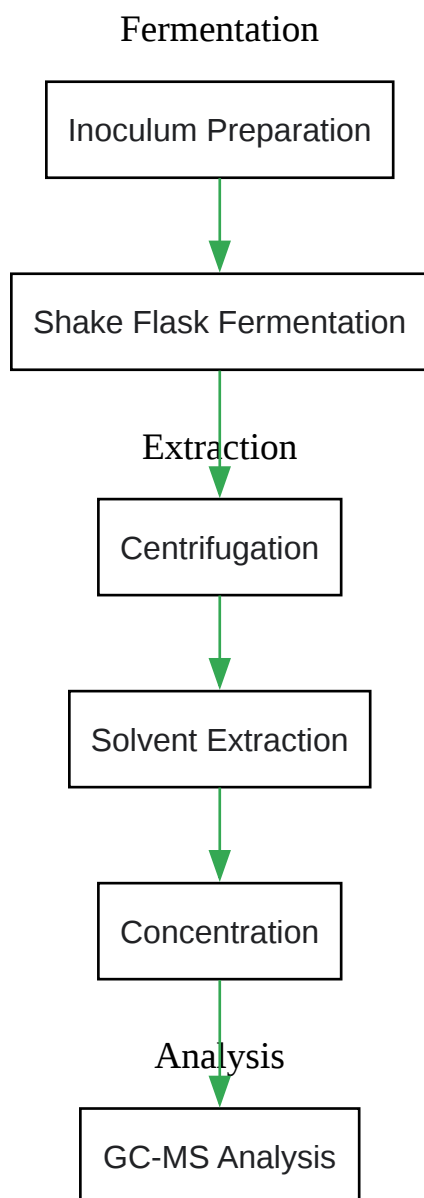 Fermentation
Inoculum Preparation
Shake Flask Fermentation
Extraction
Centrifugation
Solvent Extraction
Concentration
Analysis
GC-MS Analysis